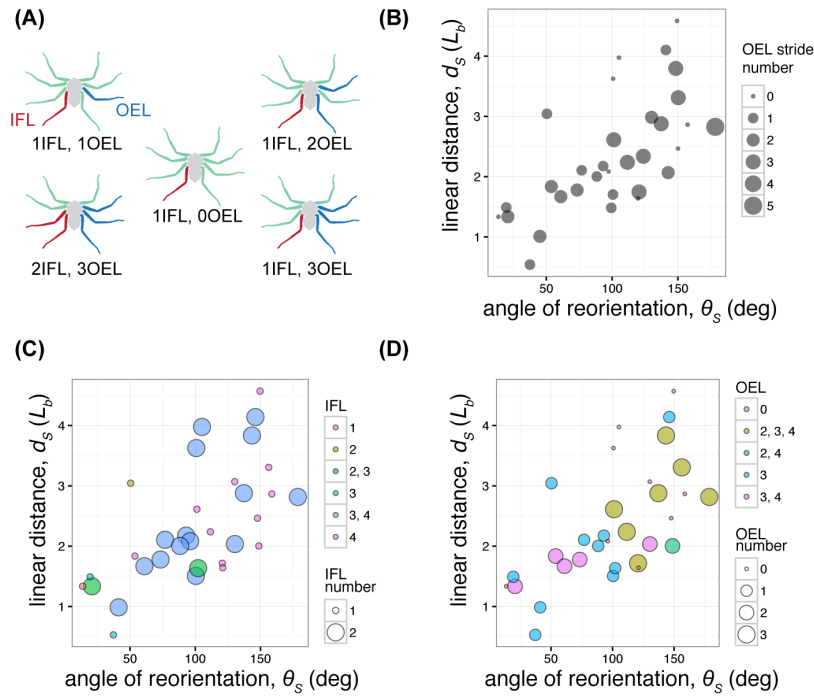 (A)
IFL
OEL
1IFL, 1OEL
1IFL, 2OEL
1IFL, 0OEL
2IFL, 3OEL
1IFL, 3OEL
(B)
linear distance, d_S (L_b)
4
3
2
1
50
100
150
angle of reorientation, θ_S (deg)
OEL stride
number
0
1
2
3
4
5
(C)
linear distance, d_S (L_b)
4
3
2
1
50
100
150
angle of reorientation, θ_S (deg)
IFL
1
2
2, 3
3
3, 4
4
IFL
number
1
2
(D)
linear distance, d_S (L_b)
4
3
2
1
50
100
150
angle of reorientation, θ_S (deg)
OEL
0
2, 3, 4
2, 4
3
3, 4
OEL
number
0
1
2
3